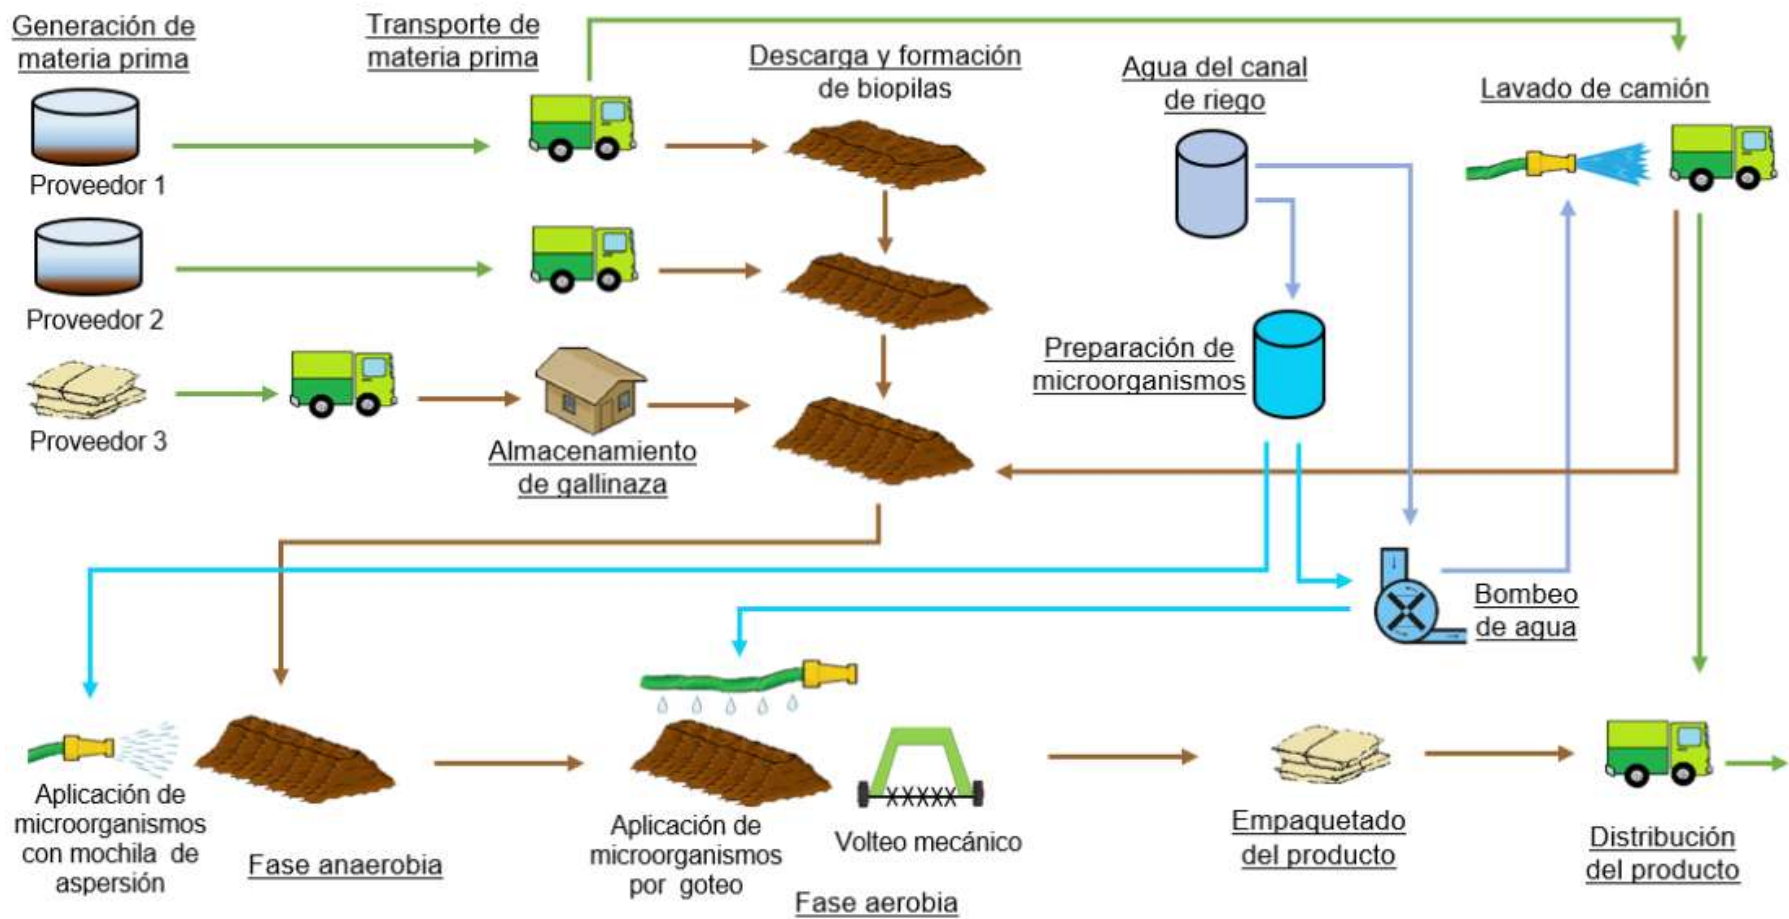 Generación de
materia prima
Transporte de
materia prima
Descarga y formación
de biopilas
Agua del canal
de riego
Lavado de camión
Proveedor 1
Proveedor 2
Proveedor 3
Almacenamiento
de gallinaza
Preparación de
microorganismos
Bombeo
de agua
Aplicación de
microorganismos
con mochila de
aspersión
Fase anaerobia
Aplicación de
microorganismos
por goteo
Volteo mecánico
Fase aerobia
Empaquetado
del producto
Distribución
del producto